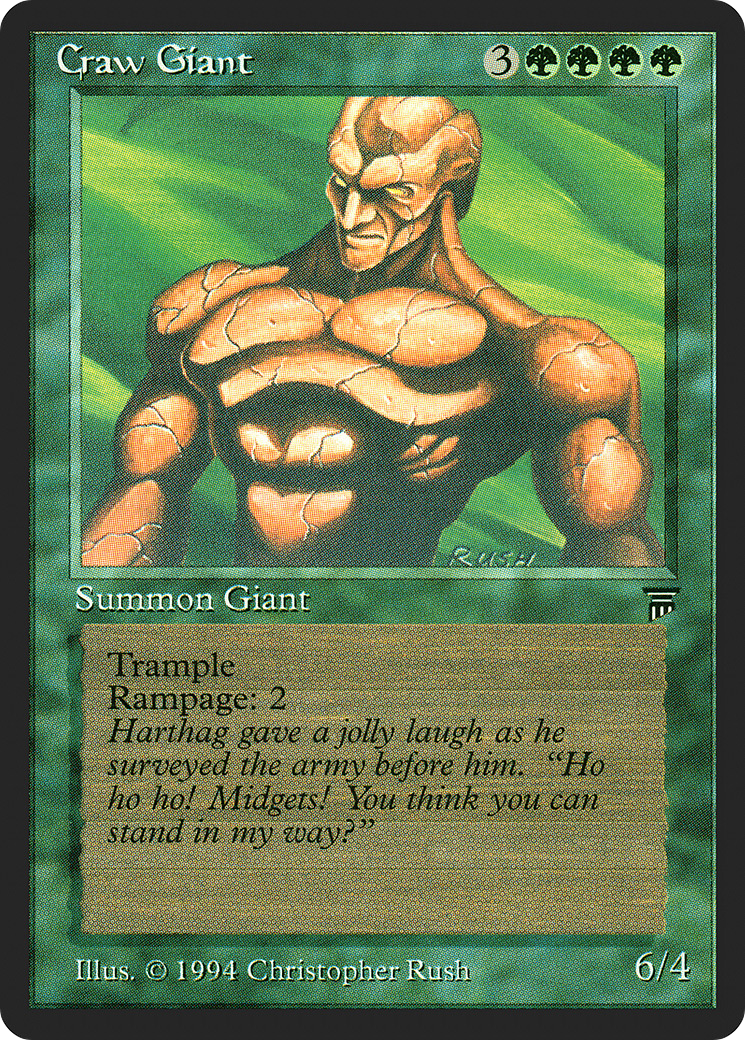 Craw Giant 3
RUSH
Summon Giant
Trample
Rampage: 2
Harthag gave a jolly laugh as he
surveyed the army before him. “Ho
ho ho! Midgets! You think you can
stand in my way?”
Illus. © 1994 Christopher Rush 6/4